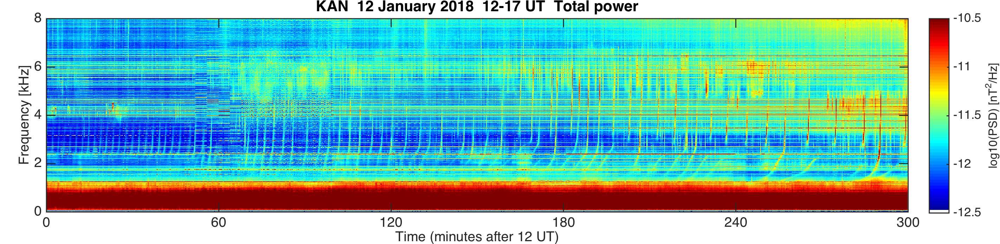 KAN 12 January 2018 12-17 UT Total power
Frequency [kHz]
8
6
4
2
0
0 60 120 180 240 300
Time (minutes after 12 UT)
-10.5
-11
-11.5
-12
-12.5
log10(PSD) [nT²/Hz]